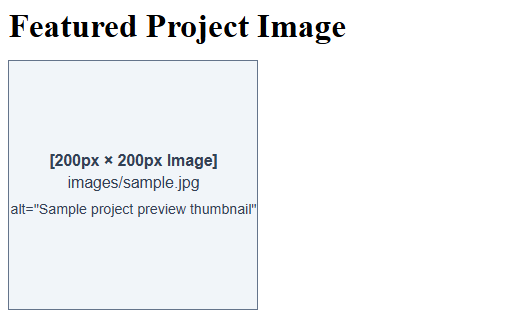 Featured Project Image
[200px × 200px Image]
images/sample.jpg
alt="Sample project preview thumbnail"